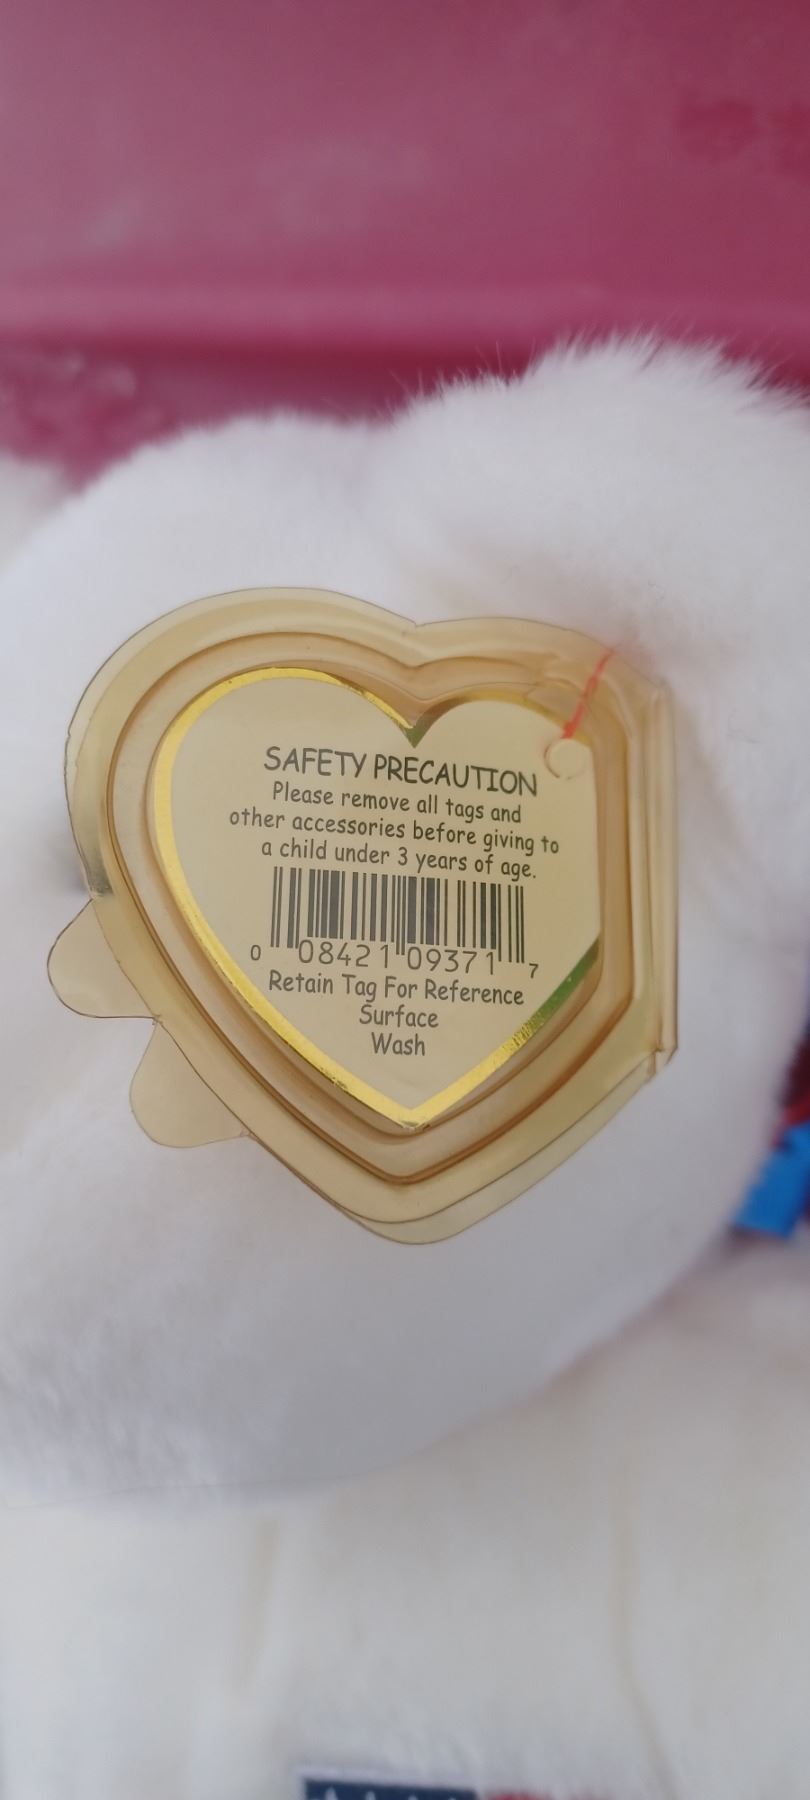 SAFETY PRECAUTION
Please remove all tags and
other accessories before giving to
a child under 3 years of age.
0 08421 09371 7
Retain Tag For Reference
Surface
Wash